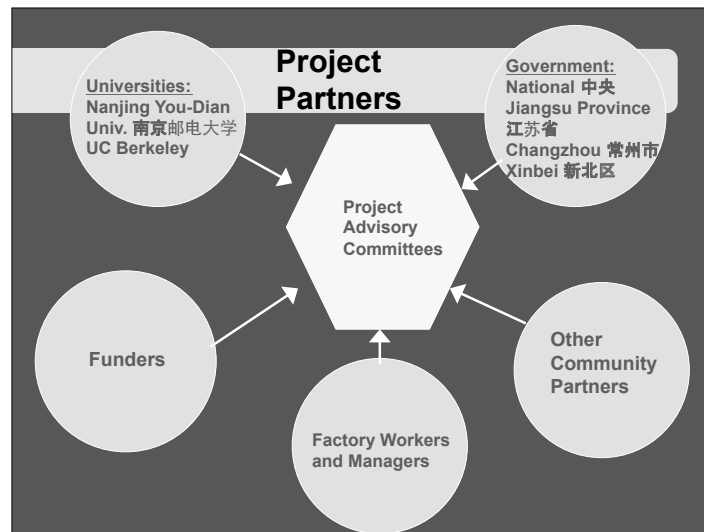 Project
Partners
Universities:
Nanjing You-Dian
Univ. 南京邮电大学
UC Berkeley
Government:
National 中央
Jiangsu Province
江苏省
Changzhou 常州市
Xinbei 新北区
Project
Advisory
Committees
Funders
Factory Workers
and Managers
Other
Community
Partners